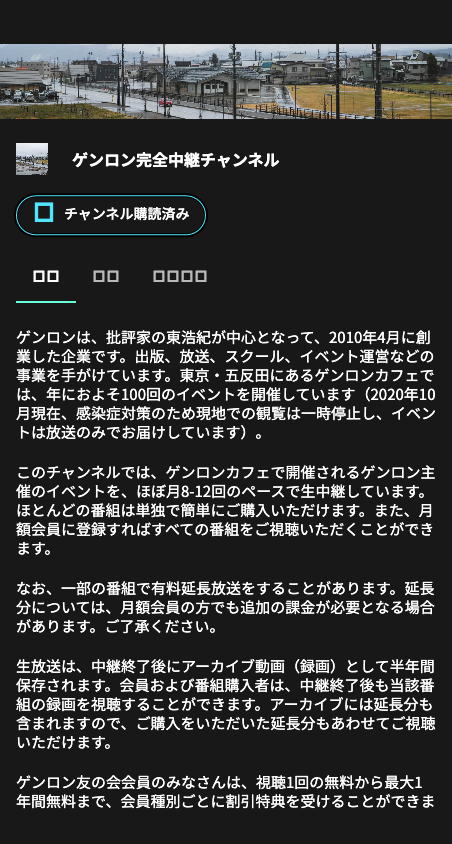 ゲンロン完全中継チャンネル
チャンネル購読済み
ゲンロンは、批評家の東浩紀が中心となって、2010年4月に創
業した企業です。出版、放送、スクール、イベント運営などの
事業を手がけています。東京・五反田にあるゲンロンカフェで
は、年におよそ100回のイベントを開催しています（2020年10
月現在、感染症対策のため現地での観覧は一時停止し、イベン
トは放送のみでお届けしています）。
このチャンネルでは、ゲンロンカフェで開催されるゲンロン主
催のイベントを、ほぼ月8-12回のペースで生中継しています。
ほとんどの番組は単独で簡単にご購入いただけます。また、月
額会員に登録すればすべての番組をご視聴いただくことができ
ます。
なお、一部の番組で有料延長放送をすることがあります。延長
分については、月額会員の方でも追加の課金が必要となる場合
があります。ご了承ください。
生放送は、中継終了後にアーカイブ動画（録画）として半年間
保存されます。会員および番組購入者は、中継終了後も当該番
組の録画を視聴することができます。アーカイブには延長分も
含まれますので、ご購入をいただいた延長分もあわせてご視聴
いただけます。
ゲンロン友の会会員のみなさんは、視聴1回の無料から最大1
年間無料まで、会員種別ごとに割引特典を受けることができま